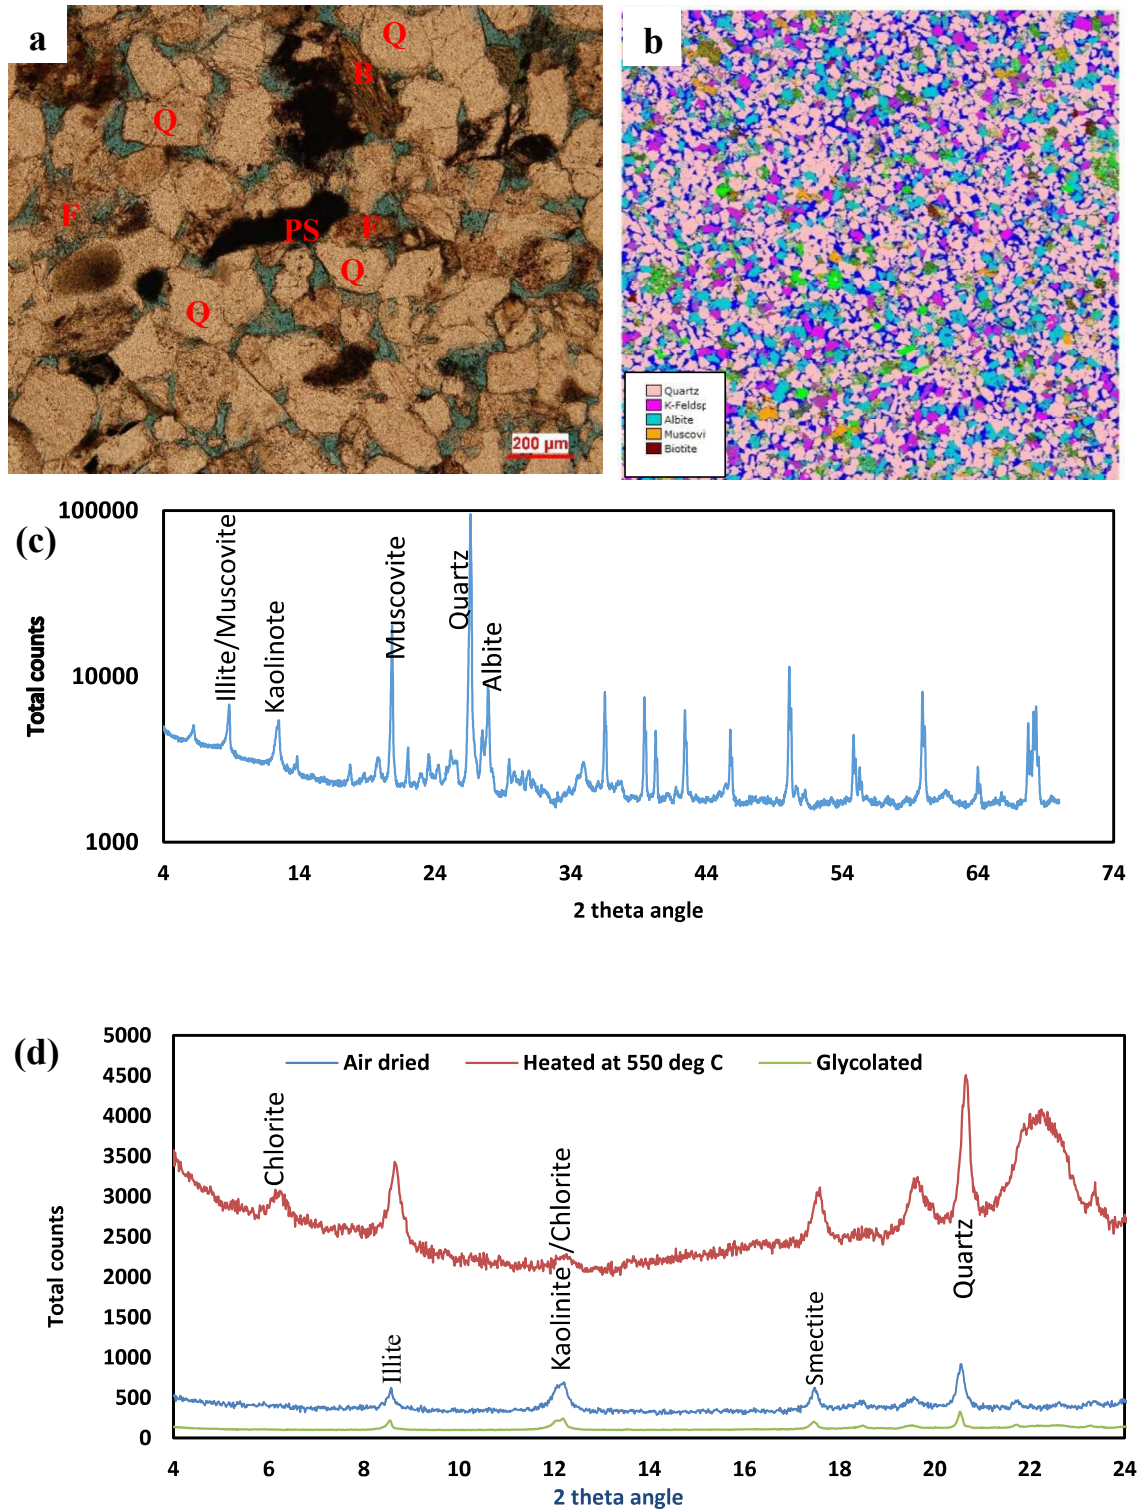 a
Q
B
Q
F
PS
F
Q
Q
200 µm
b
Quartz
K-Feldsp
Albite
Muscovi
Biotite
(c)
Total counts
100000
10000
1000
Illite/Muscovite
Kaolinote
Muscovite
Quartz
Albite
4 14 24 34 44 54 64 74
2 theta angle
(d)
Total counts
5000
4500
4000
3500
3000
2500
2000
1500
1000
500
0
Air dried Heated at 550 deg C Glycolated
Chlorite
Illite
Kaolinite /Chlorite
Smectite
Quartz
4 6 8 10 12 14 16 18 20 22 24
2 theta angle